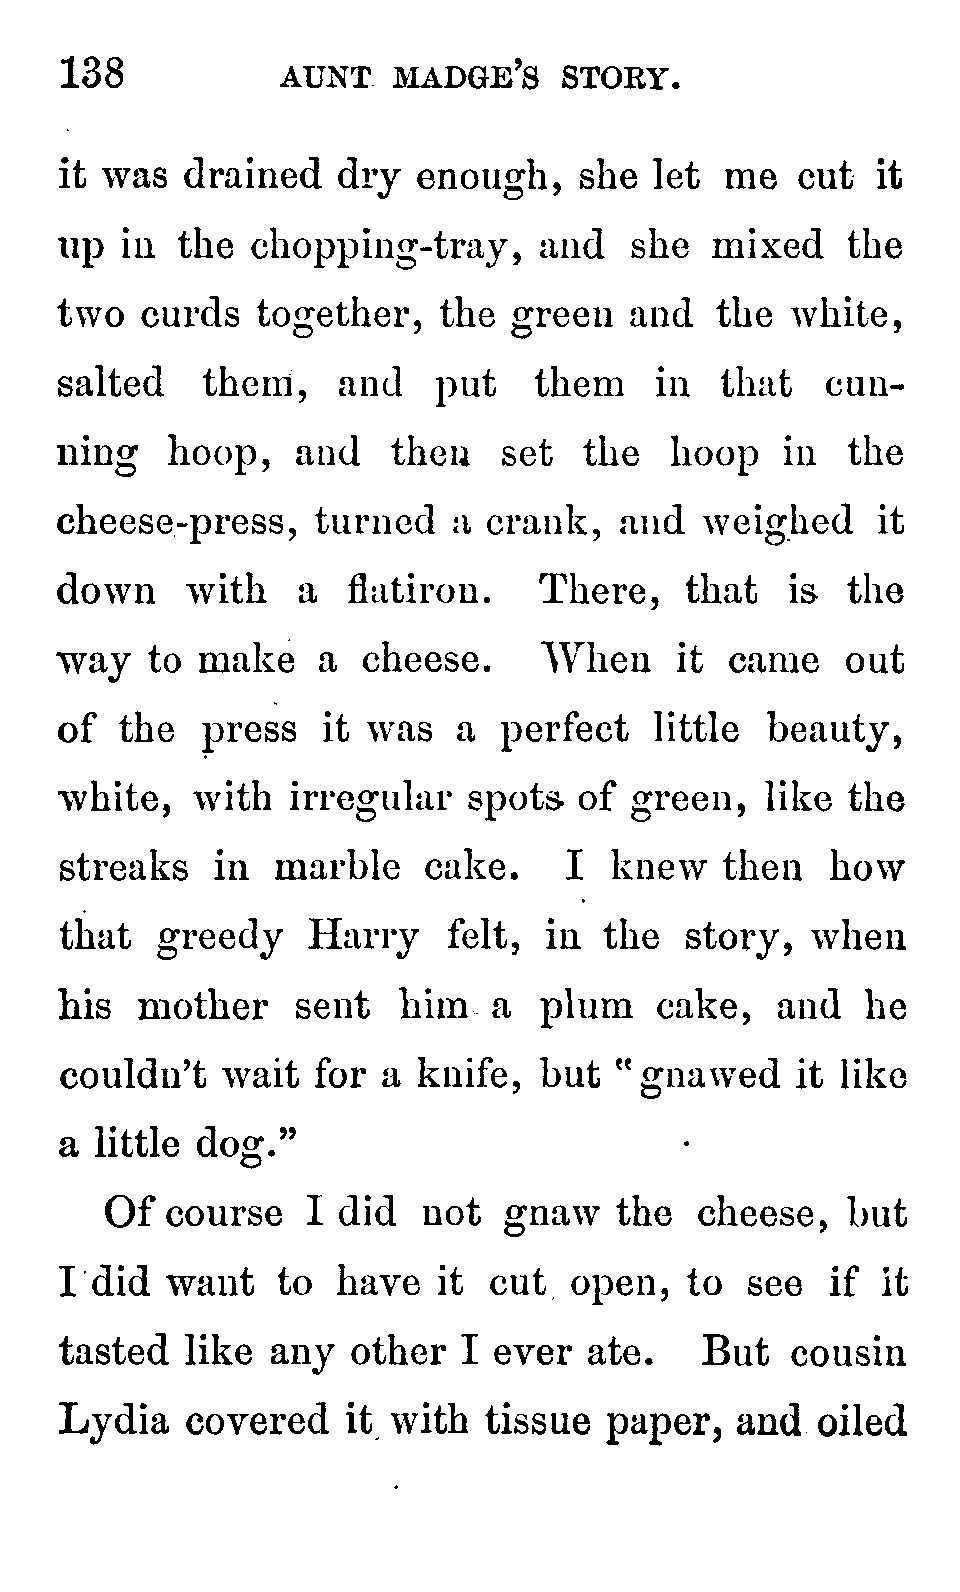 138 AUNT MADGE'S STORY.
it was drained dry enough, she let me cut it
up in the chopping-tray, and she mixed the
two curds together, the green and the white,
salted them, and put them in that cun-
ning hoop, and then set the hoop in the
cheese-press, turned a crank, and weighed it
down with a flatiron. There, that is the
way to make a cheese. When it came out
of the press it was a perfect little beauty,
white, with irregular spots of green, like the
streaks in marble cake. I knew then how
that greedy Harry felt, in the story, when
his mother sent him a plum cake, and he
couldn't wait for a knife, but "gnawed it like
a little dog."
Of course I did not gnaw the cheese, but
I did want to have it cut open, to see if it
tasted like any other I ever ate. But cousin
Lydia covered it with tissue paper, and oiled